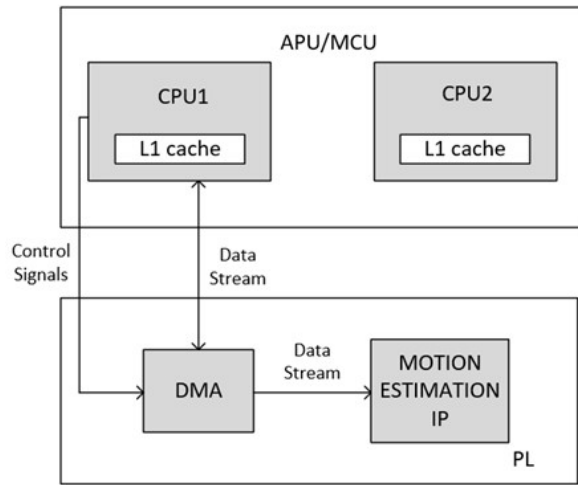 APU/MCU
CPU1
L1 cache
CPU2
L1 cache
Control
Signals
Data
Stream
DMA
Data
Stream
MOTION
ESTIMATION
IP
PL